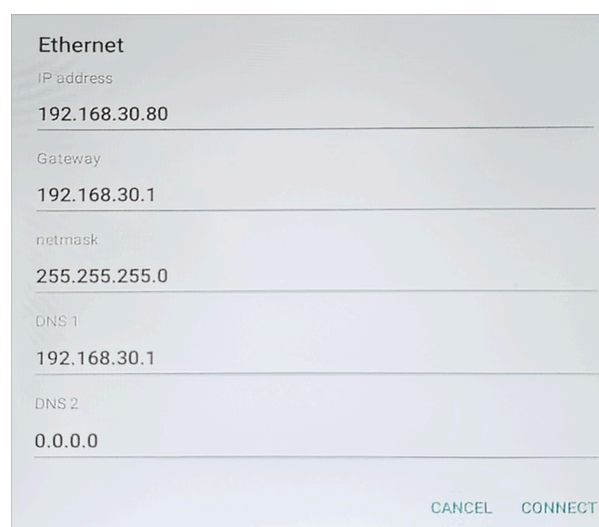 Ethernet
IP address
192.168.30.80
Gateway
192.168.30.1
netmask
255.255.255.0
DNS 1
192.168.30.1
DNS 2
0.0.0.0
CANCEL CONNECT